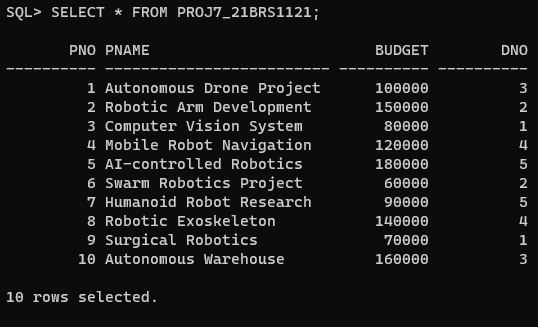 SQL> SELECT * FROM PROJ7_21BRS1121;
       PNO PNAME                         BUDGET        DNO
---------- ------------------------- ---------- ----------
         1 Autonomous Drone Project      100000          3
         2 Robotic Arm Development       150000          2
         3 Computer Vision System         80000          1
         4 Mobile Robot Navigation       120000          4
         5 AI-controlled Robotics        180000          5
         6 Swarm Robotics Project         60000          2
         7 Humanoid Robot Research        90000          5
         8 Robotic Exoskeleton           140000          4
         9 Surgical Robotics              70000          1
        10 Autonomous Warehouse          160000          3
10 rows selected.